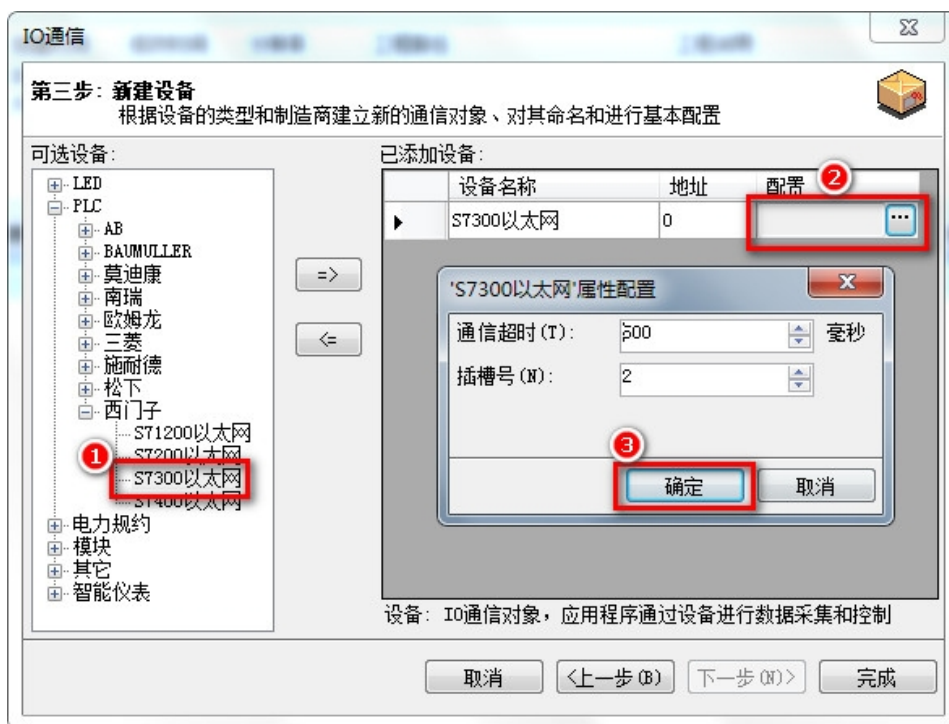 IO通信
第三步：新建设备
根据设备的类型和制造商建立新的通信对象、对其命名和进行基本配置
可选设备：
LED
PLC
AB
BAUMULLER
莫迪康
南瑞
欧姆龙
三菱
施耐德
松下
西门子
S71200以太网
S7200以太网
S7300以太网
S7400以太网
电力规约
模块
其它
智能仪表
1
=>
<=
已添加设备：
设备名称 地址 配置 2
S7300以太网 0 ...
'S7300以太网'属性配置
通信超时(T)： 500 毫秒
插槽号(N)： 2
3
确定 取消
设备：IO通信对象，应用程序通过设备进行数据采集和控制
取消 <上一步(B) 下一步(N)> 完成